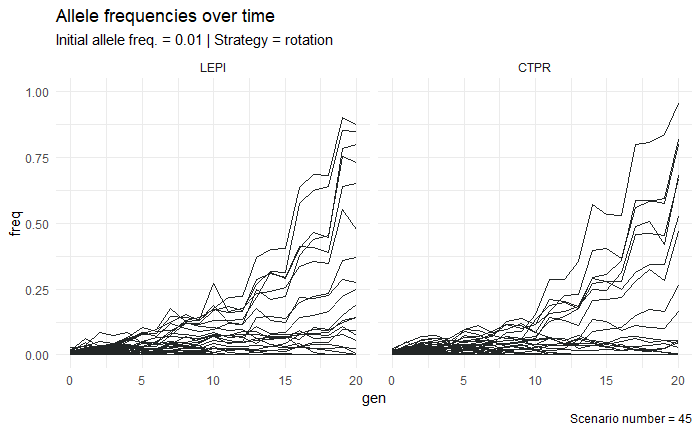 Allele frequencies over time
Initial allele freq. = 0.01 | Strategy = rotation
LEPI CTPR
1.00
0.75
0.50
0.25
0.00
freq
0 5 10 15 20 0 5 10 15 20
gen
Scenario number = 45